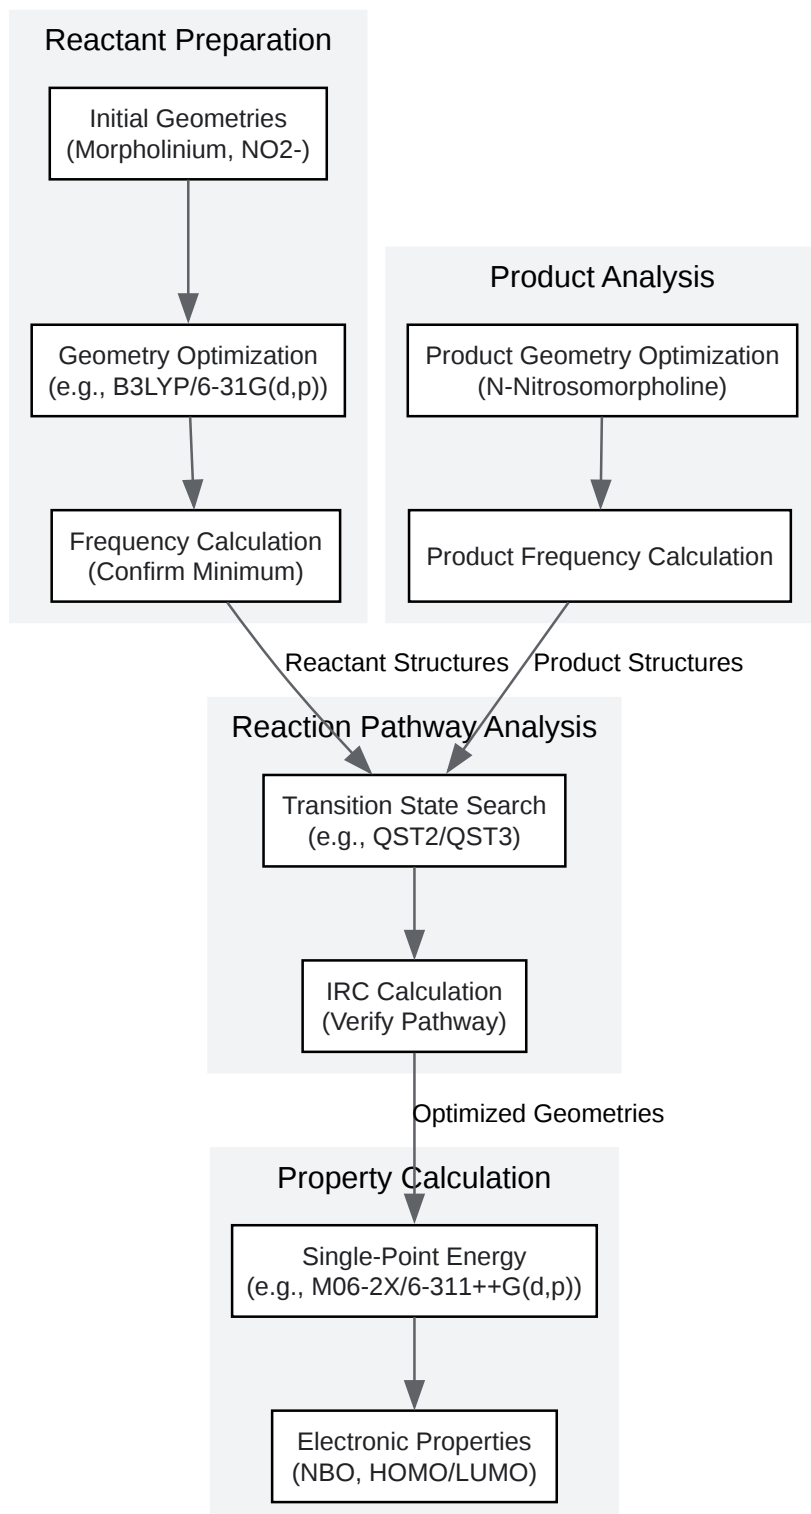 Reactant Preparation
Initial Geometries
(Morpholinium, NO2-)
Geometry Optimization
(e.g., B3LYP/6-31G(d,p))
Frequency Calculation
(Confirm Minimum)
Product Analysis
Product Geometry Optimization
(N-Nitrosomorpholine)
Product Frequency Calculation
Reactant Structures
Product Structures
Reaction Pathway Analysis
Transition State Search
(e.g., QST2/QST3)
IRC Calculation
(Verify Pathway)
Optimized Geometries
Property Calculation
Single-Point Energy
(e.g., M06-2X/6-311++G(d,p))
Electronic Properties
(NBO, HOMO/LUMO)